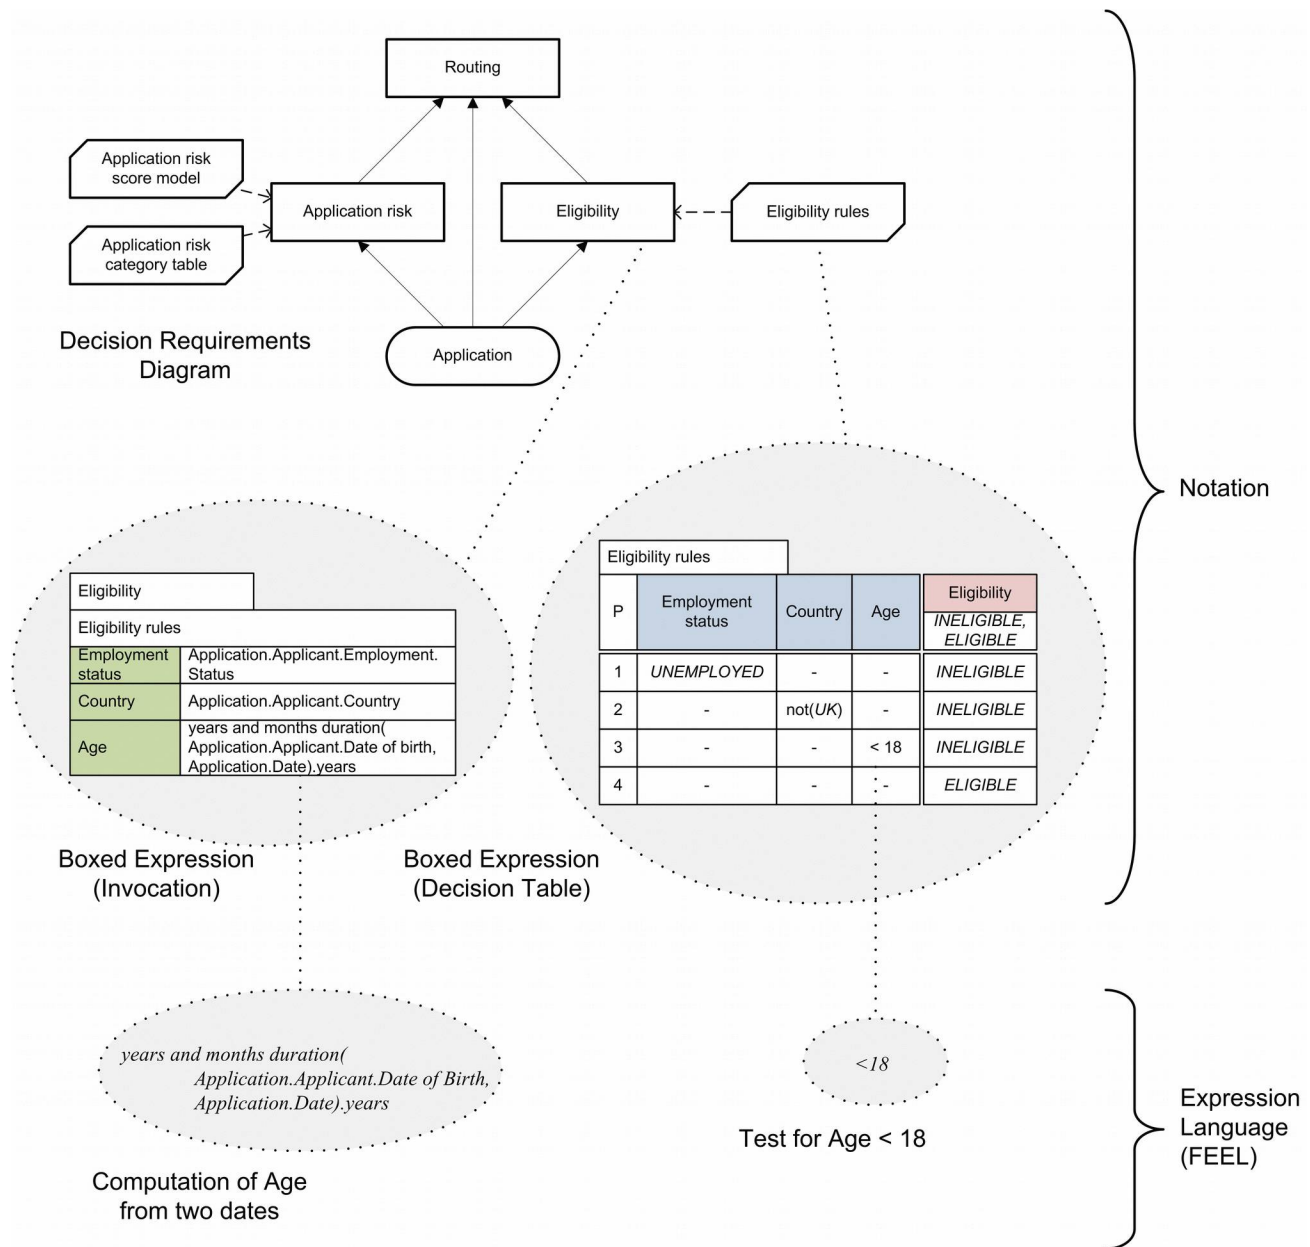 Routing
Application risk
score model
Application risk
Eligibility
Eligibility rules
Application risk
category table
Decision Requirements
Diagram
Application
Notation
Eligibility
Eligibility rules
Employment
status
Application.Applicant.Employment.
Status
Country
Application.Applicant.Country
Age
years and months duration(
Application.Applicant.Date of birth,
Application.Date).years
Boxed Expression
(Invocation)
Eligibility rules
P
Employment
status
Country
Age
Eligibility
INELIGIBLE,
ELIGIBLE
1 UNEMPLOYED - - INELIGIBLE
2 - not(UK) - INELIGIBLE
3 - - < 18 INELIGIBLE
4 - - - ELIGIBLE
Boxed Expression
(Decision Table)
years and months duration(
Application.Applicant.Date of Birth,
Application.Date).years
Computation of Age
from two dates
<18
Test for Age < 18
Expression
Language
(FEEL)